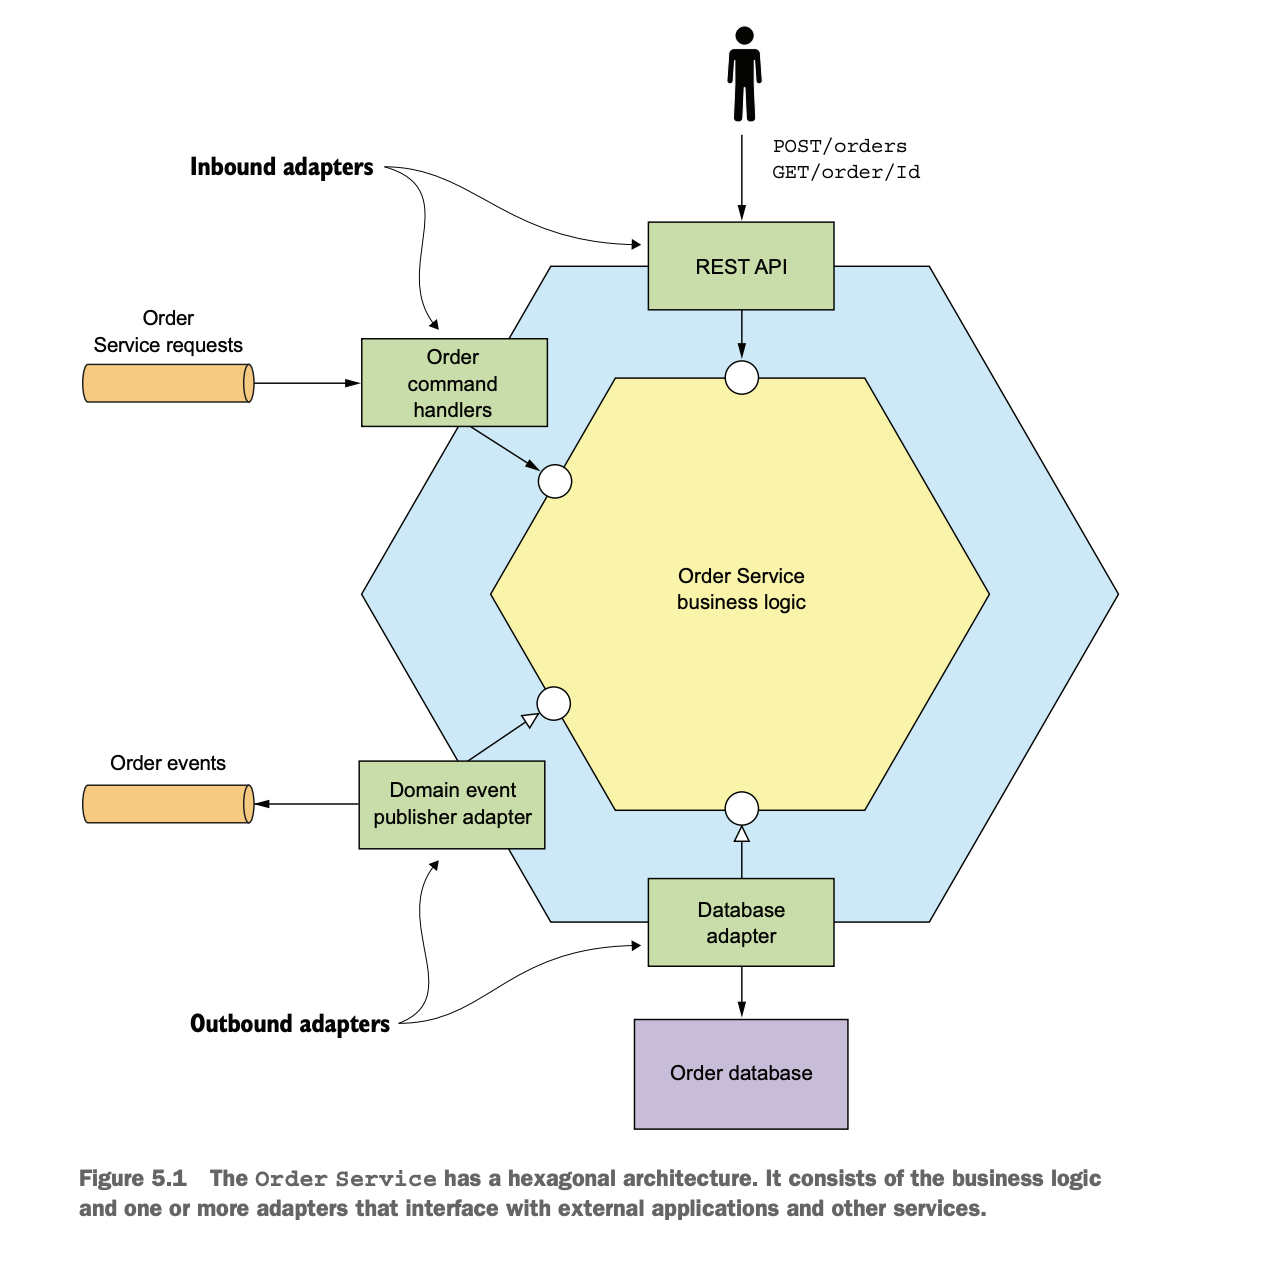 POST/orders
GET/order/Id
Inbound adapters
REST API
Order
Service requests
Order
command
handlers
Order Service
business logic
Order events
Domain event
publisher adapter
Database
adapter
Outbound adapters
Order database
Figure 5.1 The Order Service has a hexagonal architecture. It consists of the business logic
and one or more adapters that interface with external applications and other services.